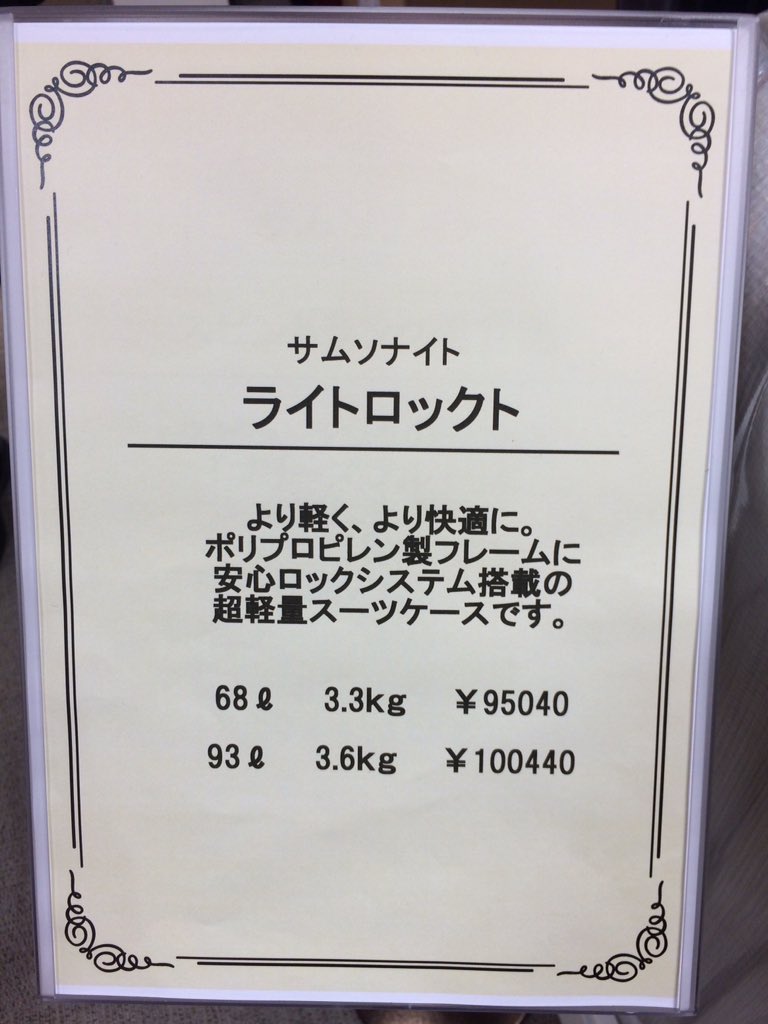 サムソナイト
ライトロックト
より軽く、より快適に。
ポリプロピレン製フレームに
安心ロックシステム搭載の
超軽量スーツケースです。
68ℓ 3.3kg ￥95040
93ℓ 3.6kg ￥100440